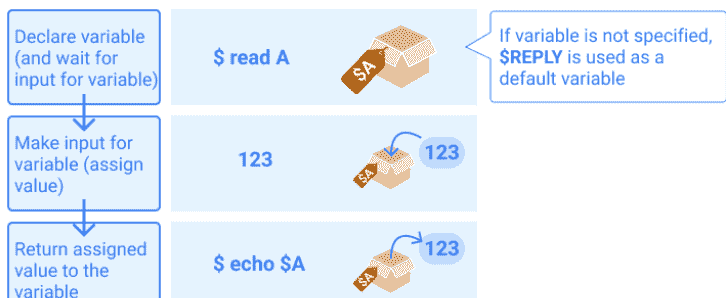 Declare variable
(and wait for
input for variable)
$ read A
$A
If variable is not specified,
$REPLY is used as a
default variable
Make input for
variable (assign
value)
123
$A
123
Return assigned
value to the
variable
$ echo $A
$A
123